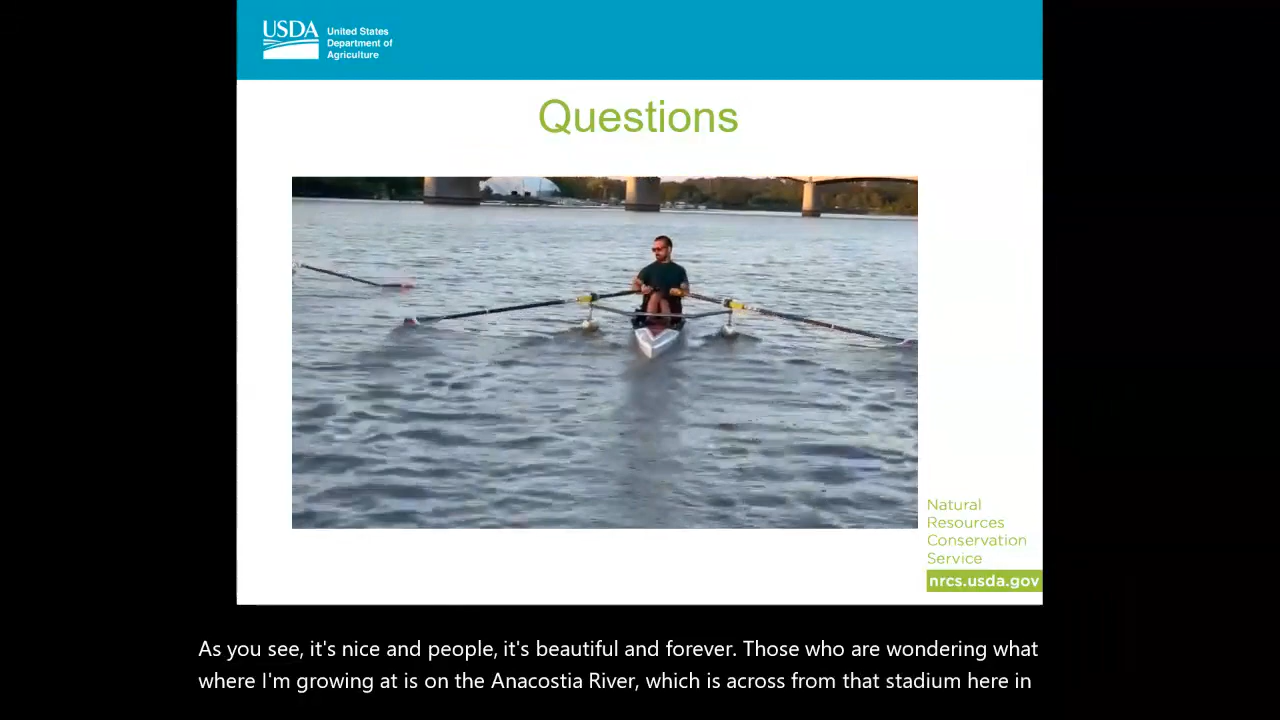 USDA
United States
Department of
Agriculture
Questions
Natural
Resources
Conservation
Service
nrcs.usda.gov
As you see, it's nice and people, it's beautiful and forever. Those who are wondering what
where I'm growing at is on the Anacostia River, which is across from that stadium here in